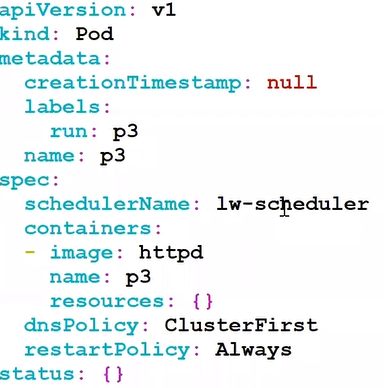 apiVersion: v1
kind: Pod
metadata:
  creationTimestamp: null
  labels:
    run: p3
  name: p3
spec:
  schedulerName: lw-scheduler
  containers:
  - image: httpd
    name: p3
    resources: {}
  dnsPolicy: ClusterFirst
  restartPolicy: Always
status: {}